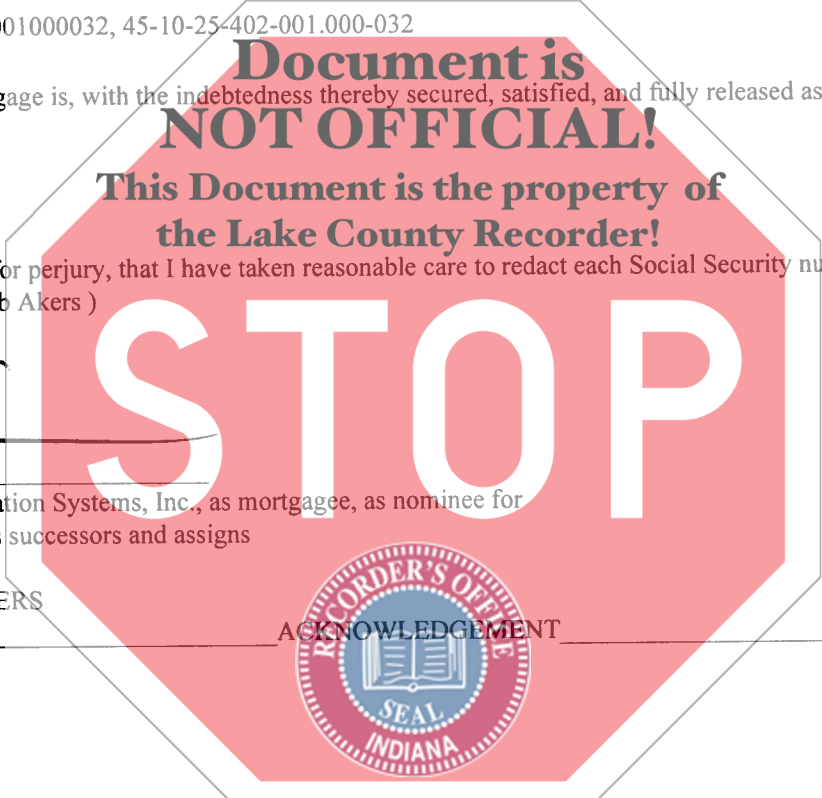 001000032, 45-10-25-402-001.000-032
Document is
gage is, with the indebtedness thereby secured, satisfied, and fully released as
NOT OFFICIAL!
This Document is the property of
the Lake County Recorder!
or perjury, that I have taken reasonable care to redact each Social Security nu
b Akers )
STOP
ation Systems, Inc., as mortgagee, as nominee for
s successors and assigns
ERS
ACKNOWLEDGEMENT
RECORDER'S OFFICE
SEAL
INDIANA